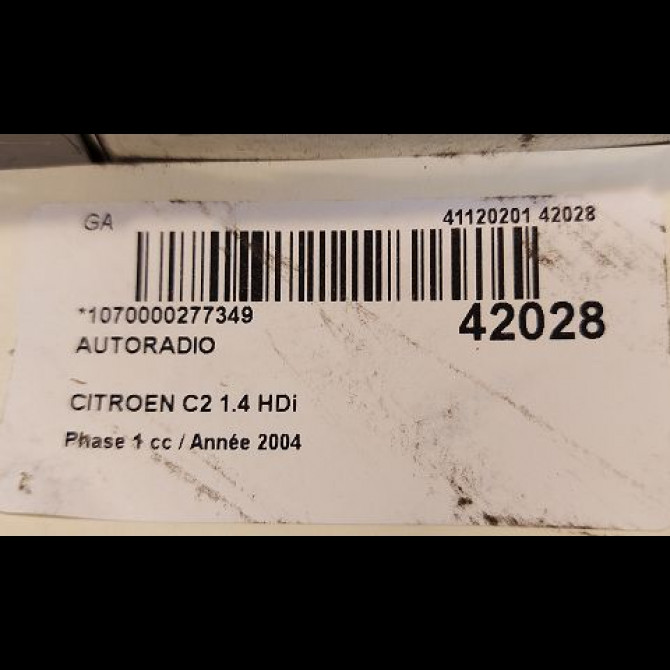 GA 41120201 42028
*1070000277349 42028
AUTORADIO
CITROEN C2 1.4 HDi
Phase 1 cc / Année 2004